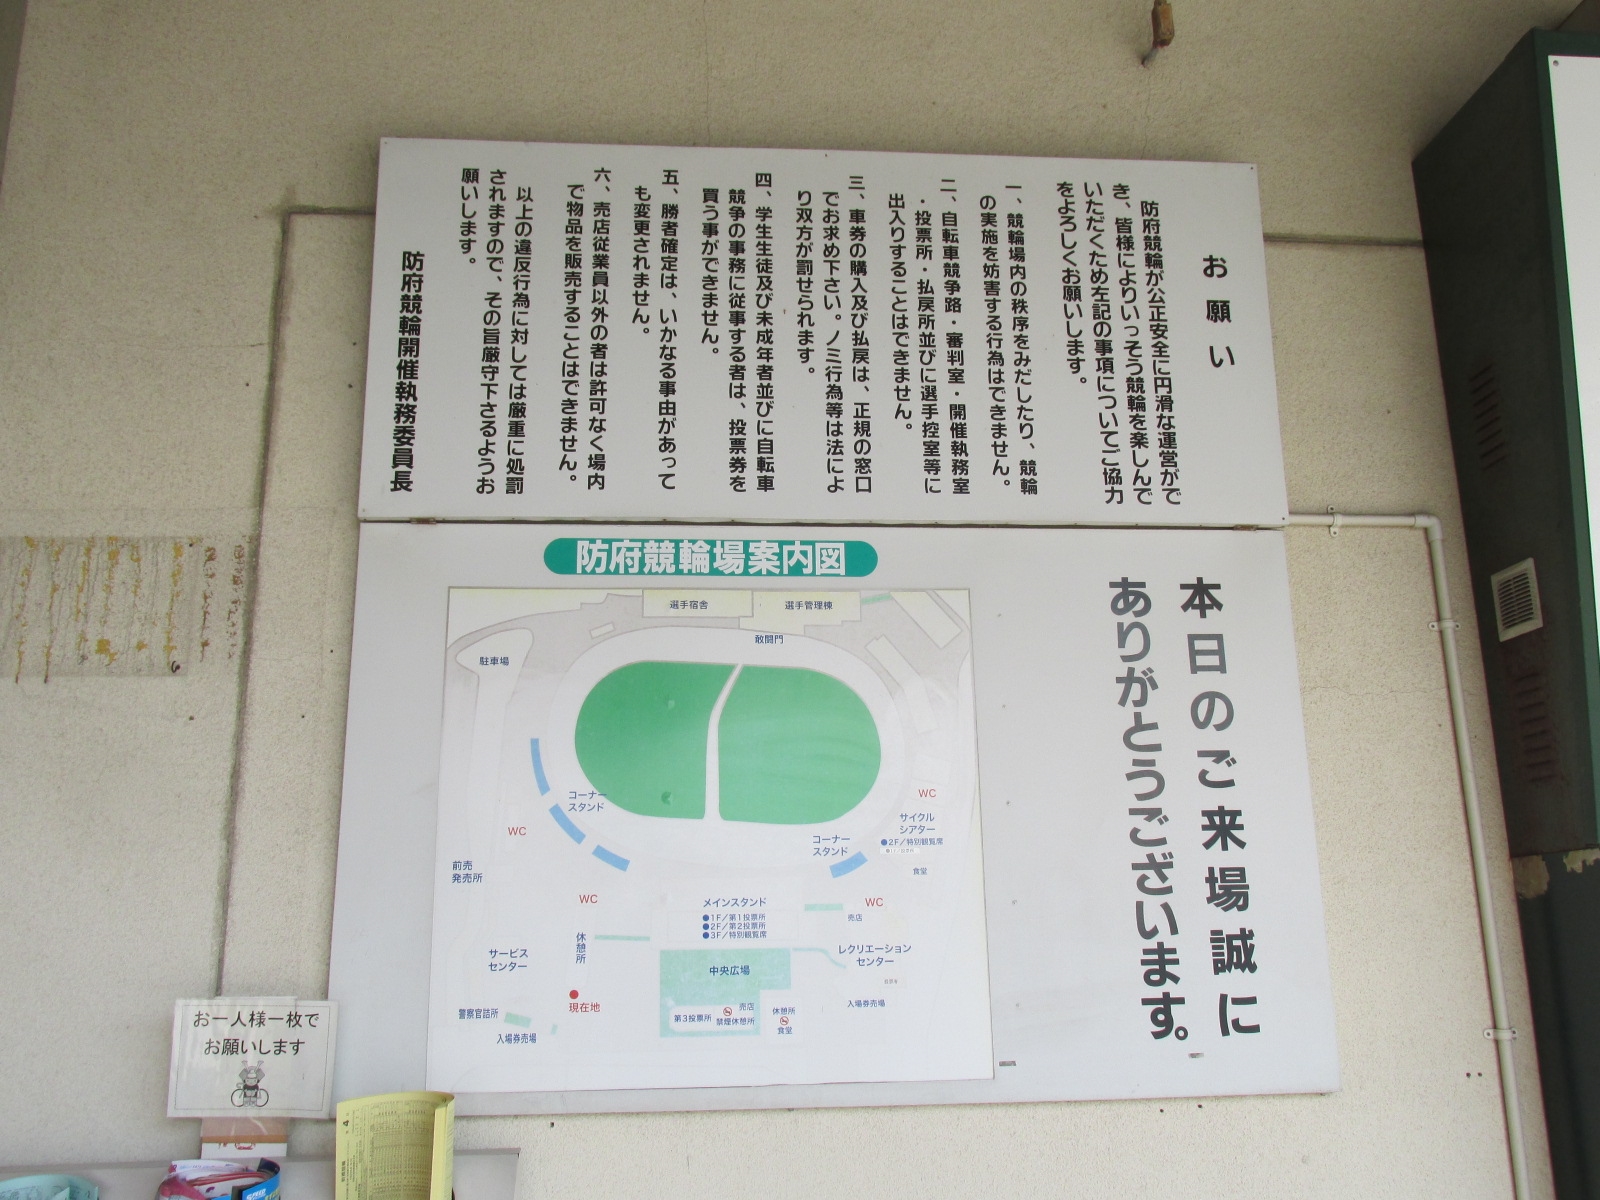 お願い
防府競輪が公正安全に円滑な運営がで
き、皆様によりいっそう競輪を楽しんで
いただくため左記の事項についてご協力
をよろしくお願いします。
一、競輪場内の秩序をみだしたり、競輪
の実施を妨害する行為はできません。
二、自転車競争路・審判室・開催執務室
・投票所・払戻所並びに選手控室等に
出入りすることはできません。
三、車券の購入及び払戻は、正規の窓口
でお求め下さい。ノミ行為等は法によ
り双方が罰せられます。
四、学生生徒及び未成年者並びに自転車
競争の事務に従事する者は、投票券を
買う事ができません。
五、勝者確定は、いかなる事由があって
も変更されません。
六、売店従業員以外の者は許可なく場内
で物品を販売することはできません。
以上の違反行為に対しては厳重に処罰
されますので、その旨厳守下さるようお
願いします。
防府競輪開催執務委員長
本日のご来場誠に
ありがとうございます。
防府競輪場案内図
選手宿舎
選手管理棟
敢闘門
駐車場
コーナー
スタンド
WC
WC
サイクル
シアター
●2F/特別観覧席
コーナー
スタンド
食堂
前売
発売所
WC
メインスタンド
●1F/第1投票所
●2F/第2投票所
●3F/特別観覧席
WC
売店
休憩所
サービス
センター
レクリエーション
センター
中央広場
現在地
警察官詰所
入場券売場
売店
第3投票所
禁煙休憩所
休憩所
食堂
入場券売場
お一人様一枚で
お願いします